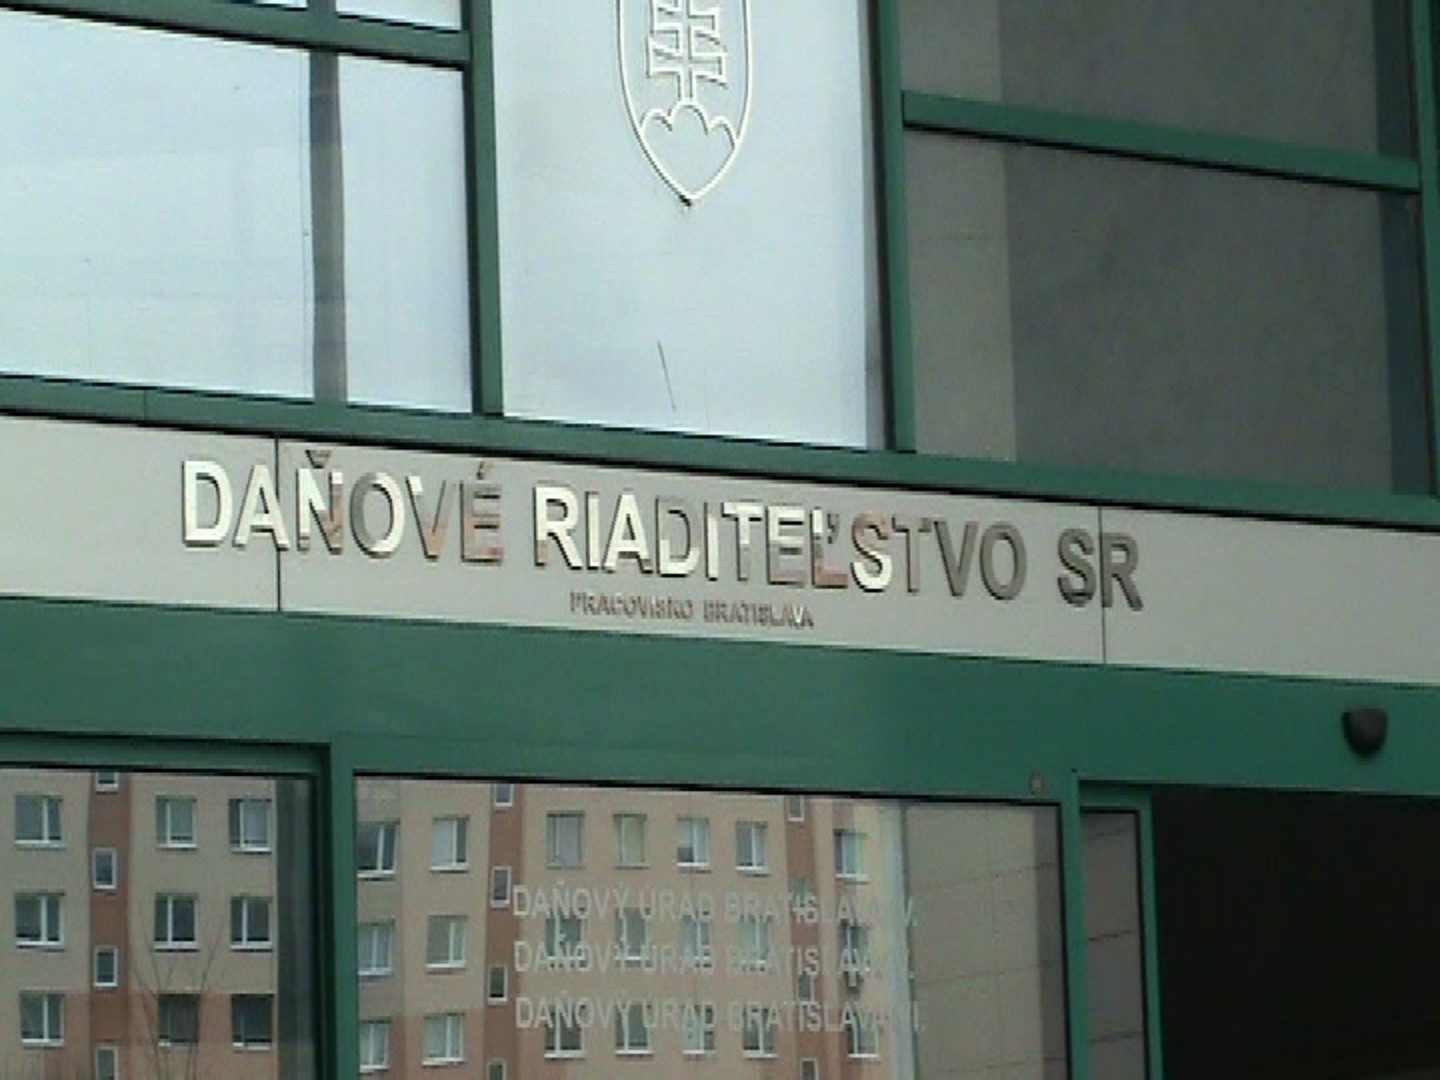 DAŇOVÉ RIADITEĽSTVO SR
PRACOVISKO BRATISLAVA
DAŇOVÝ ÚRAD BRATISLAVA
DAŇOVÝ ÚRAD BRATISLAVA
DAŇOVÝ ÚRAD BRATISLAVA